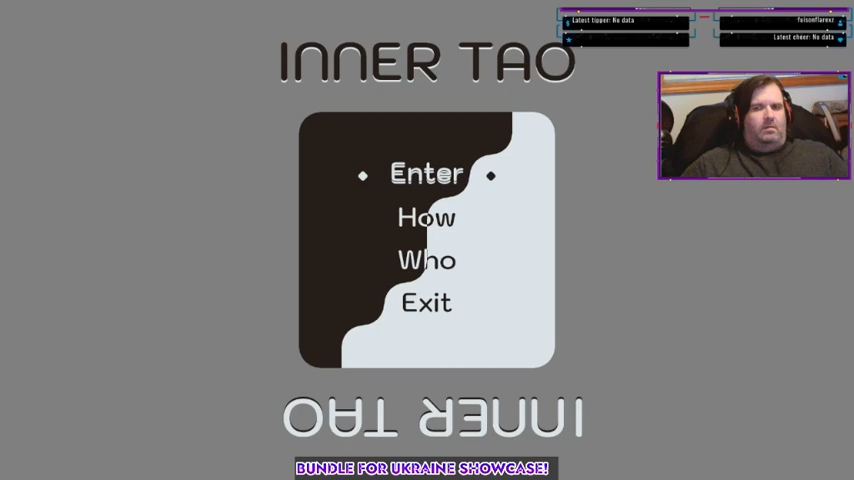 Latest tipper: No data
fuisonflarexz
Latest cheer: No data
INNER TAO
Enter
How
Who
Exit
INNER TAO
BUNDLE FOR UKRAINE SHOWCASE!